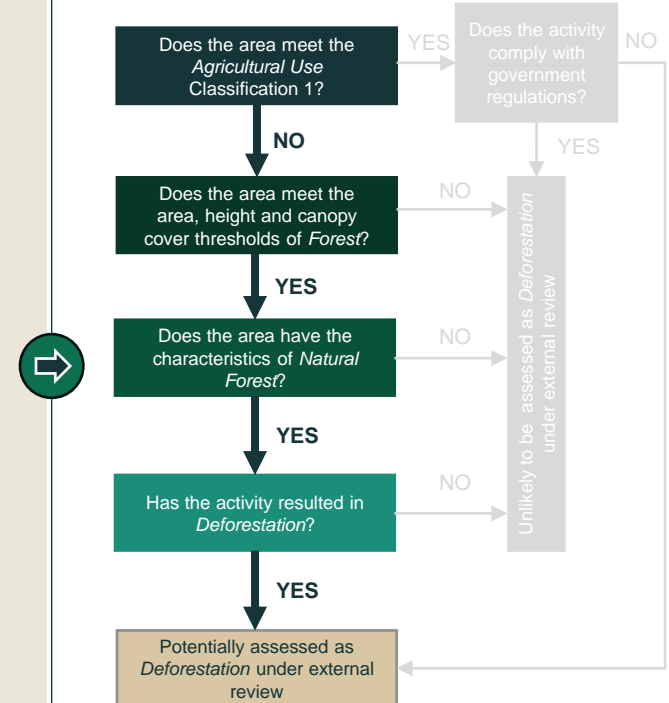 Does the area meet the
Agricultural Use
Classification 1?
YES
Does the activity
comply with
government
regulations?
NO
NO
YES
Does the area meet the
area, height and canopy
cover thresholds of Forest?
NO
YES
Does the area have the
characteristics of Natural
Forest?
NO
YES
Has the activity resulted in
Deforestation?
NO
Unlikely to be assessed as Deforestation
under external review
YES
Potentially assessed as
Deforestation under external
review